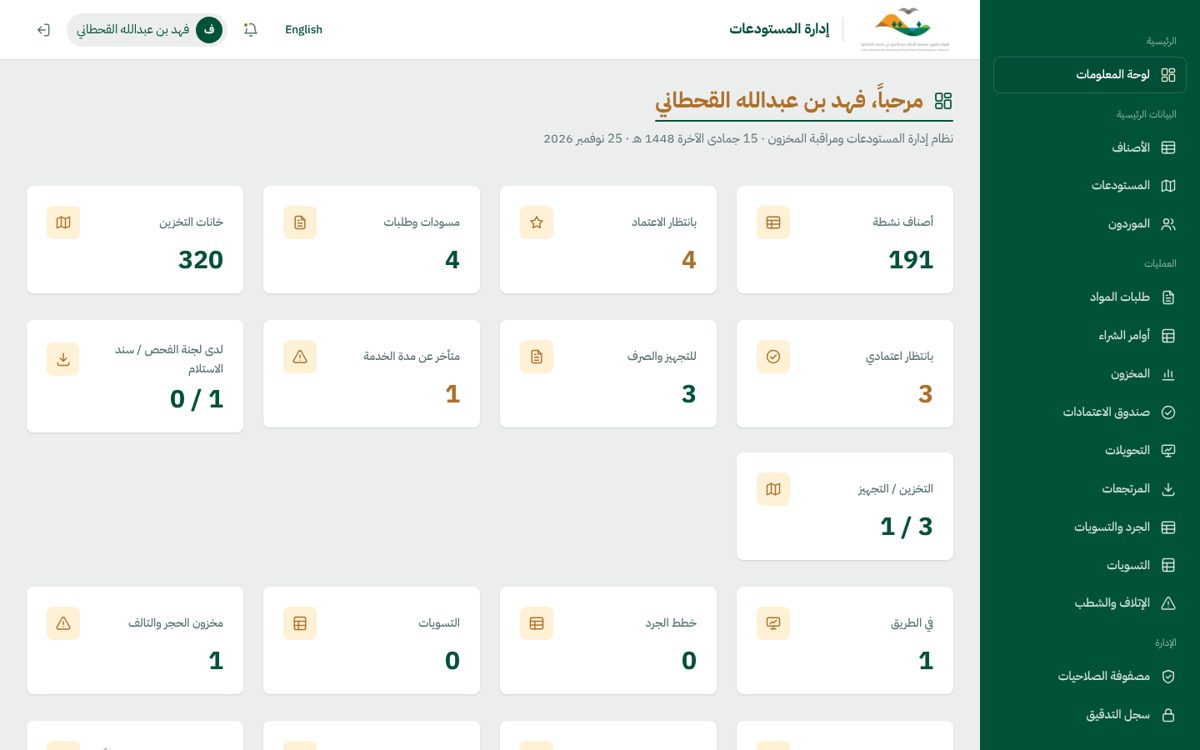 إدارة المستودعات
English
ف
فهد بن عبدالله القحطاني
الرئيسية
لوحة المعلومات
البيانات الرئيسية
الأصناف
المستودعات
الموردون
العمليات
طلبات المواد
أوامر الشراء
المخزون
صندوق الاعتمادات
التحويلات
المرتجعات
الجرد والتسويات
التسويات
الإتلاف والشطب
الإدارة
مصفوفة الصلاحيات
سجل التدقيق
مرحباً، فهد بن عبدالله القحطاني
نظام إدارة المستودعات ومراقبة المخزون · 15 جمادى الآخرة 1448 هـ · 25 نوفمبر 2026
أصناف نشطة
191
بانتظار الاعتماد
4
مسودات وطلبات
4
خانات التخزين
320
بانتظار اعتمادي
3
للتجهيز والصرف
3
متأخر عن مدة الخدمة
1
لدى لجنة الفحص / سند
الاستلام
0 / 1
التخزين / التجهيز
1 / 3
في الطريق
1
خطط الجرد
0
التسويات
0
مخزون الحجر والتالف
1